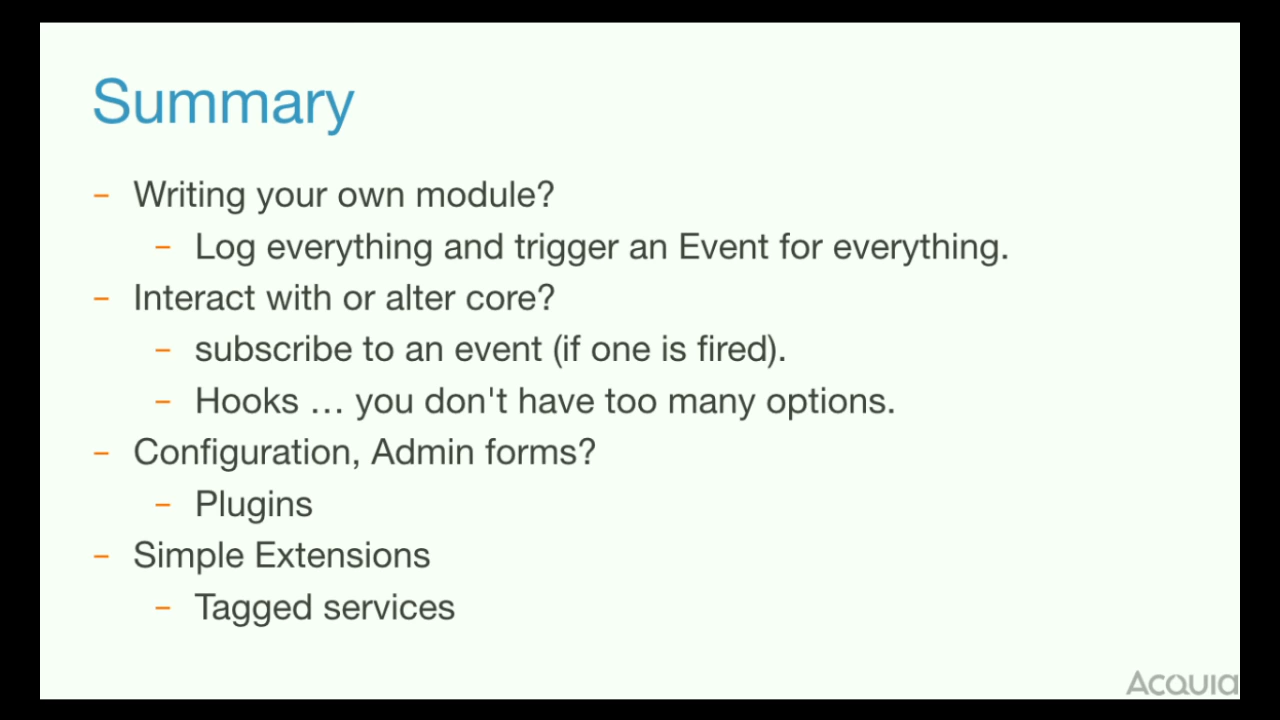 Summary
– Writing your own module?
– Log everything and trigger an Event for everything.
– Interact with or alter core?
– subscribe to an event (if one is fired).
– Hooks … you don't have too many options.
– Configuration, Admin forms?
– Plugins
– Simple Extensions
– Tagged services
Acquia